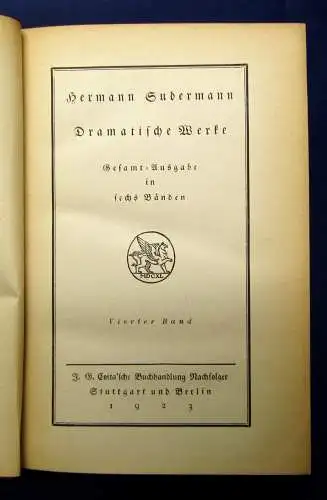 Hermann Sudermann
Dramatische Werke
Gesamt-Ausgabe
in
sechs Bänden
MDCXL
Vierter Band
J. G. Cotta'sche Buchhandlung Nachfolger
Stuttgart und Berlin
1923